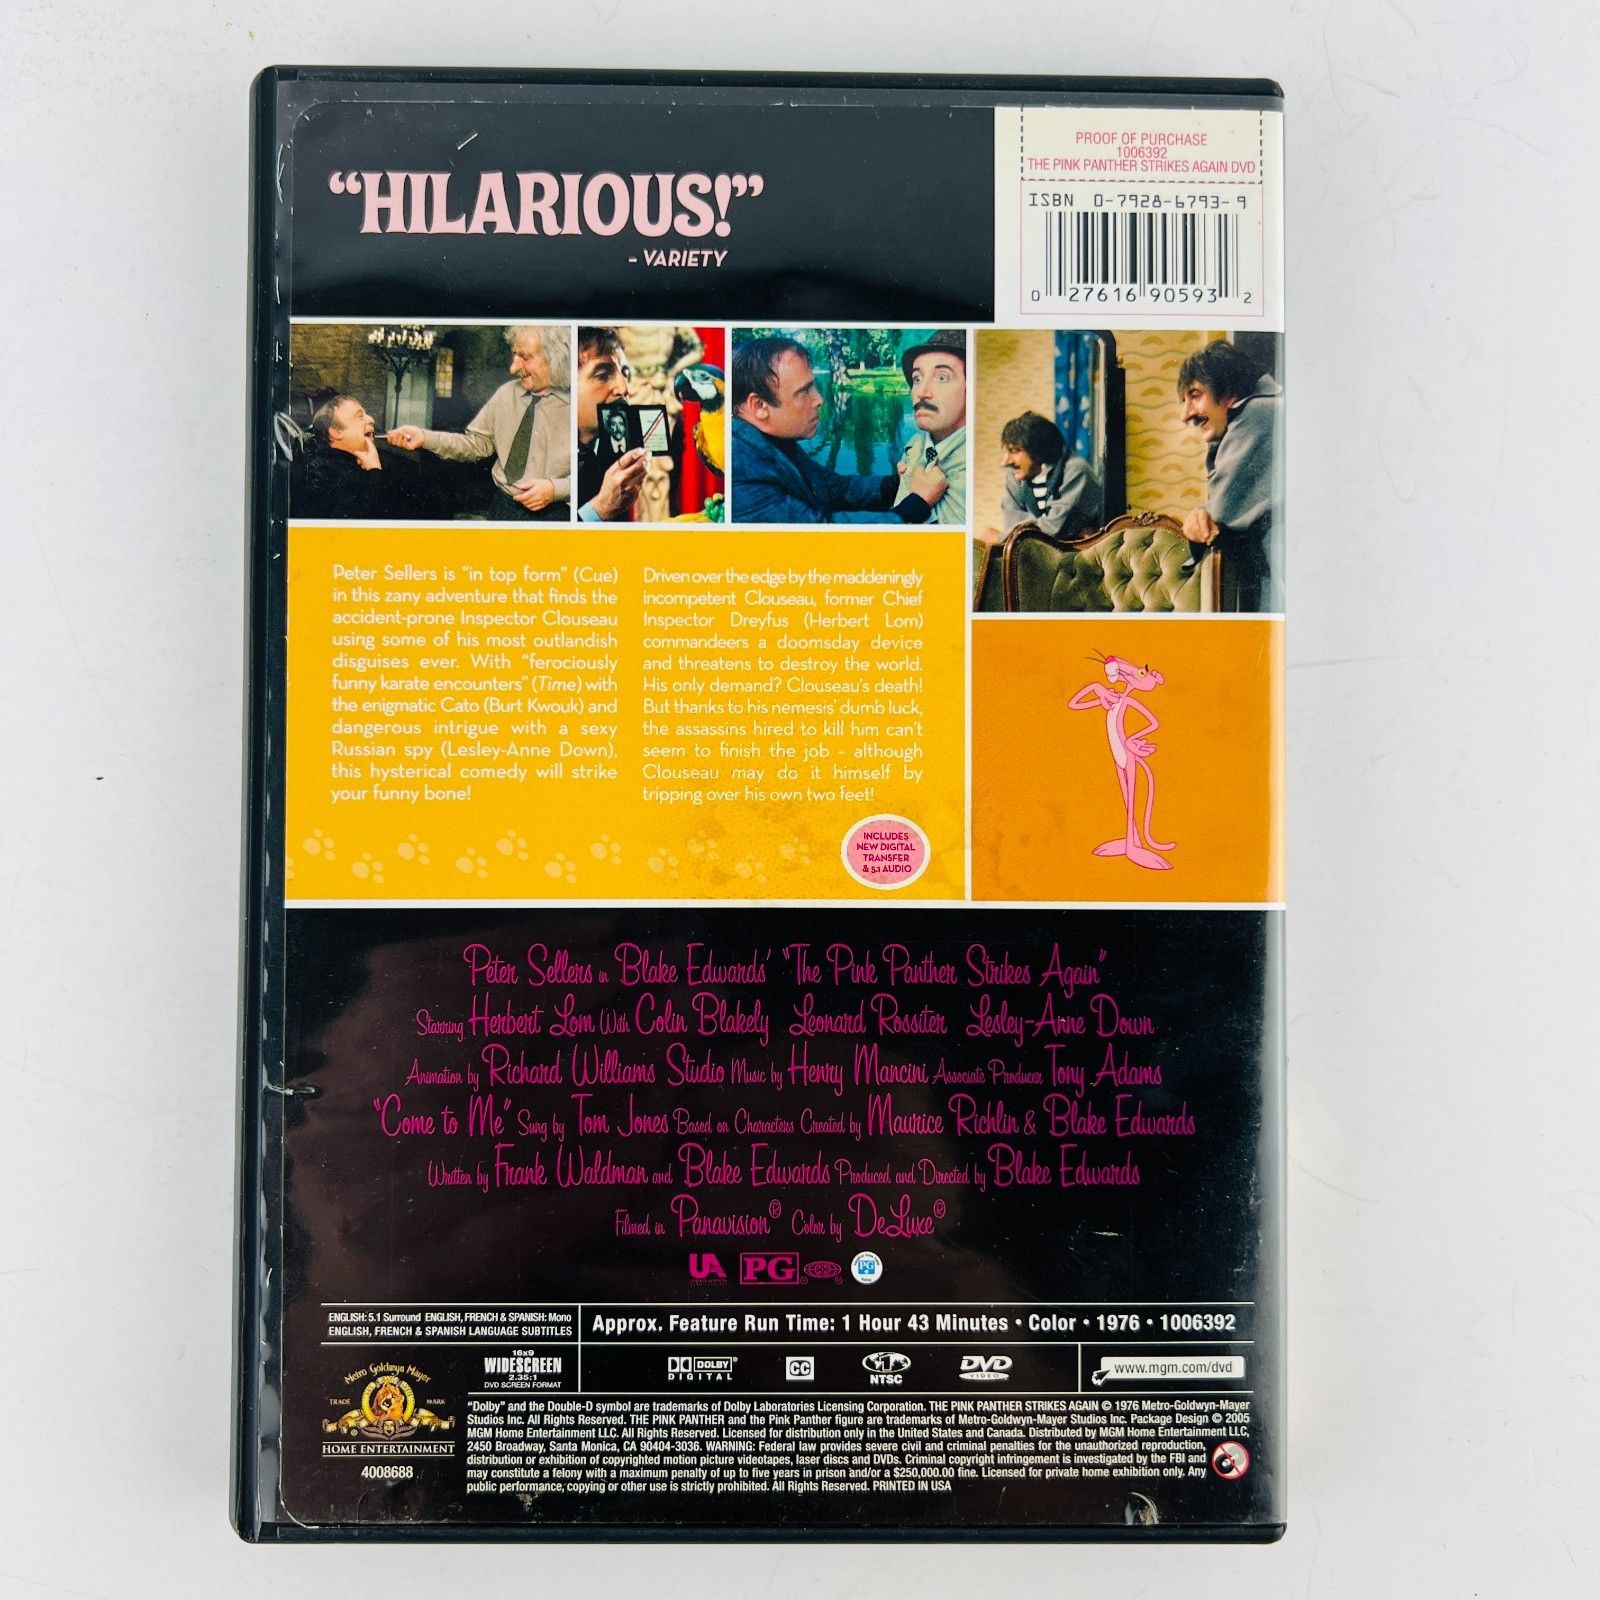 PROOF OF PURCHASE
1006392
THE PINK PANTHER STRIKES AGAIN DVD
ISBN 0-7928-6793-9
0 27616 90593 2
“HILARIOUS!”
- VARIETY
Peter Sellers is “in top form” (Cue)
in this zany adventure that finds the
accident-prone Inspector Clouseau
using some of his most outlandish
disguises ever. With “ferociously
funny karate encounters” (Time) with
the enigmatic Cato (Burt Kwouk) and
dangerous intrigue with a sexy
Russian spy (Lesley-Anne Down),
this hysterical comedy will strike
your funny bone!
Driven over the edge by the maddeningly
incompetent Clouseau, former Chief
Inspector Dreyfus (Herbert Lom)
commandeers a doomsday device
and threatens to destroy the world.
His only demand? Clouseau’s death!
But thanks to his nemesis’ dumb luck,
the assassins hired to kill him can’t
seem to finish the job – although
Clouseau may do it himself by
tripping over his own two feet!
INCLUDES
NEW DIGITAL
TRANSFER
& 5.1 AUDIO
Peter Sellers in Blake Edwards’ “The Pink Panther Strikes Again”
Starring Herbert Lom With Colin Blakely Leonard Rossiter Lesley-Anne Down
Animation by Richard Williams Studio Music by Henry Mancini Associate Producer Tony Adams
“Come to Me” Sung by Tom Jones Based on Characters Created by Maurice Richlin & Blake Edwards
Written by Frank Waldman and Blake Edwards Produced and Directed by Blake Edwards
Filmed in Panavision® Color by DeLuxe®
UA PG PG
ENGLISH: 5.1 Surround ENGLISH, FRENCH & SPANISH: Mono
ENGLISH, FRENCH & SPANISH LANGUAGE SUBTITLES
Approx. Feature Run Time: 1 Hour 43 Minutes • Color • 1976 • 1006392
Metro Goldwyn Mayer
TRADE MARK
HOME ENTERTAINMENT
4008688
16x9
WIDESCREEN
2.35:1
DVD SCREEN FORMAT
DOLBY
DIGITAL
CC
1
NTSC
DVD
VIDEO
www.mgm.com/dvd
“Dolby” and the Double-D symbol are trademarks of Dolby Laboratories Licensing Corporation. THE PINK PANTHER STRIKES AGAIN © 1976 Metro-Goldwyn-Mayer
Studios Inc. All Rights Reserved. THE PINK PANTHER and the Pink Panther figure are trademarks of Metro-Goldwyn-Mayer Studios Inc. Package Design © 2005
MGM Home Entertainment LLC. All Rights Reserved. Licensed for distribution only in the United States and Canada. Distributed by MGM Home Entertainment LLC,
2450 Broadway, Santa Monica, CA 90404-3036. WARNING: Federal law provides severe civil and criminal penalties for the unauthorized reproduction,
distribution or exhibition of copyrighted motion picture videotapes, laser discs and DVDs. Criminal copyright infringement is investigated by the FBI and
may constitute a felony with a maximum penalty of up to five years in prison and/or a $250,000.00 fine. Licensed for private home exhibition only. Any
public performance, copying or other use is strictly prohibited. All Rights Reserved. PRINTED IN USA